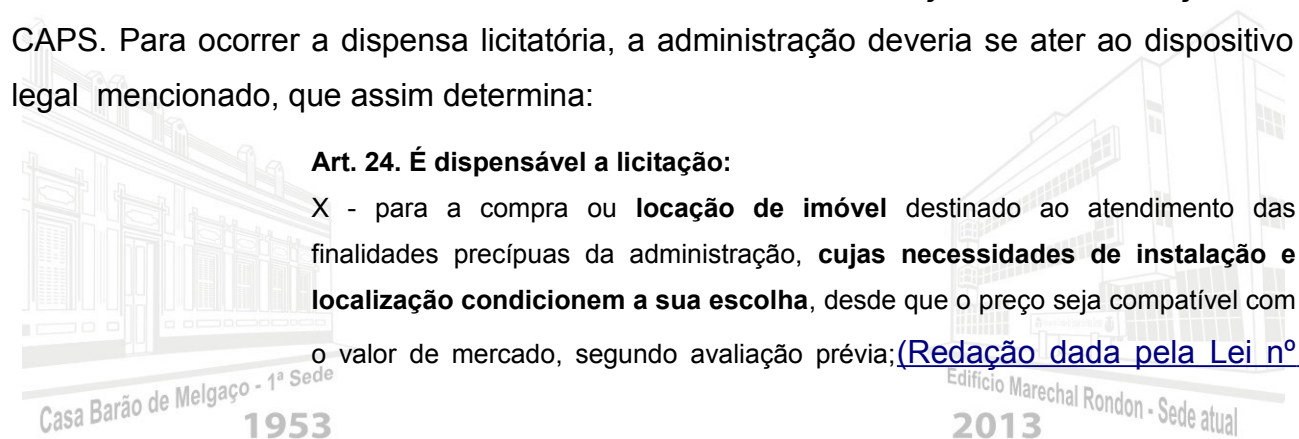 CAPS. Para ocorrer a dispensa licitatória, a administração deveria se ater ao dispositivo
legal mencionado, que assim determina:
Art. 24. É dispensável a licitação:
X - para a compra ou locação de imóvel destinado ao atendimento das
finalidades precípuas da administração, cujas necessidades de instalação e
localização condicionem a sua escolha, desde que o preço seja compatível com
o valor de mercado, segundo avaliação prévia;(Redação dada pela Lei nº
Casa Barão de Melgaço - 1ª Sede
1953
Edifício Marechal Rondon - Sede atual
2013